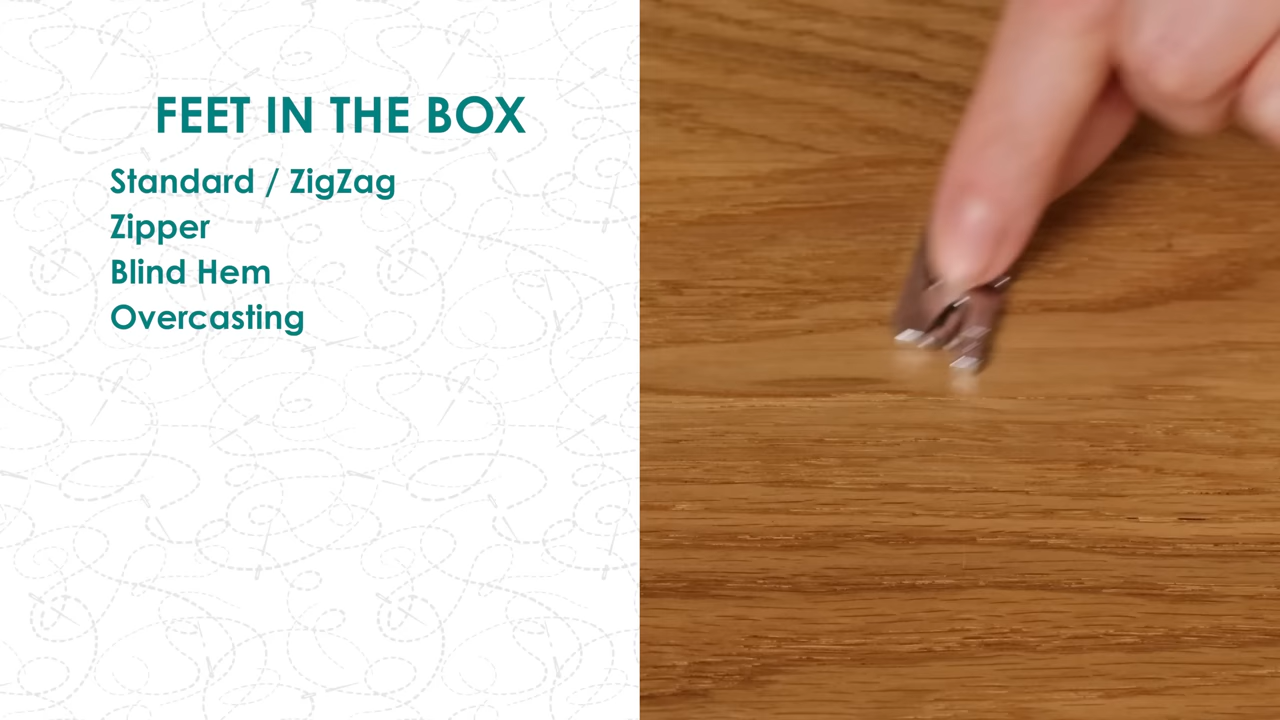 FEET IN THE BOX
Standard / ZigZag
Zipper
Blind Hem
Overcasting